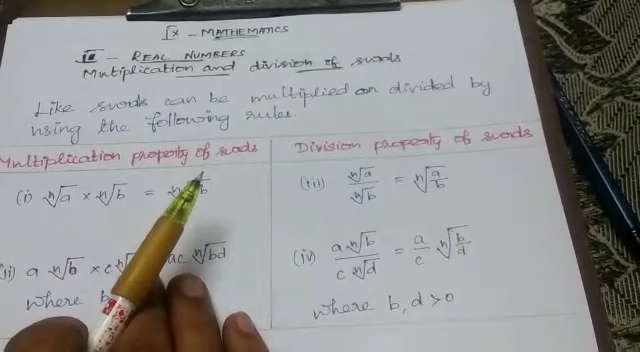 IX - MATHEMATICS
II - REAL NUMBERS
Multiplication and division of surds
Like surds can be multiplied or divided by
using the following rules.
Multiplication property of surds
(i) ⁿ√a × ⁿ√b = ⁿ√ b
(ii) a ⁿ√b × c ac ⁿ√bd
where b
Division property of surds
(iii) ⁿ√a / ⁿ√b = ⁿ√(a/b)
(iv) a ⁿ√b / c ⁿ√d = a/c ⁿ√(b/d)
where b, d > 0